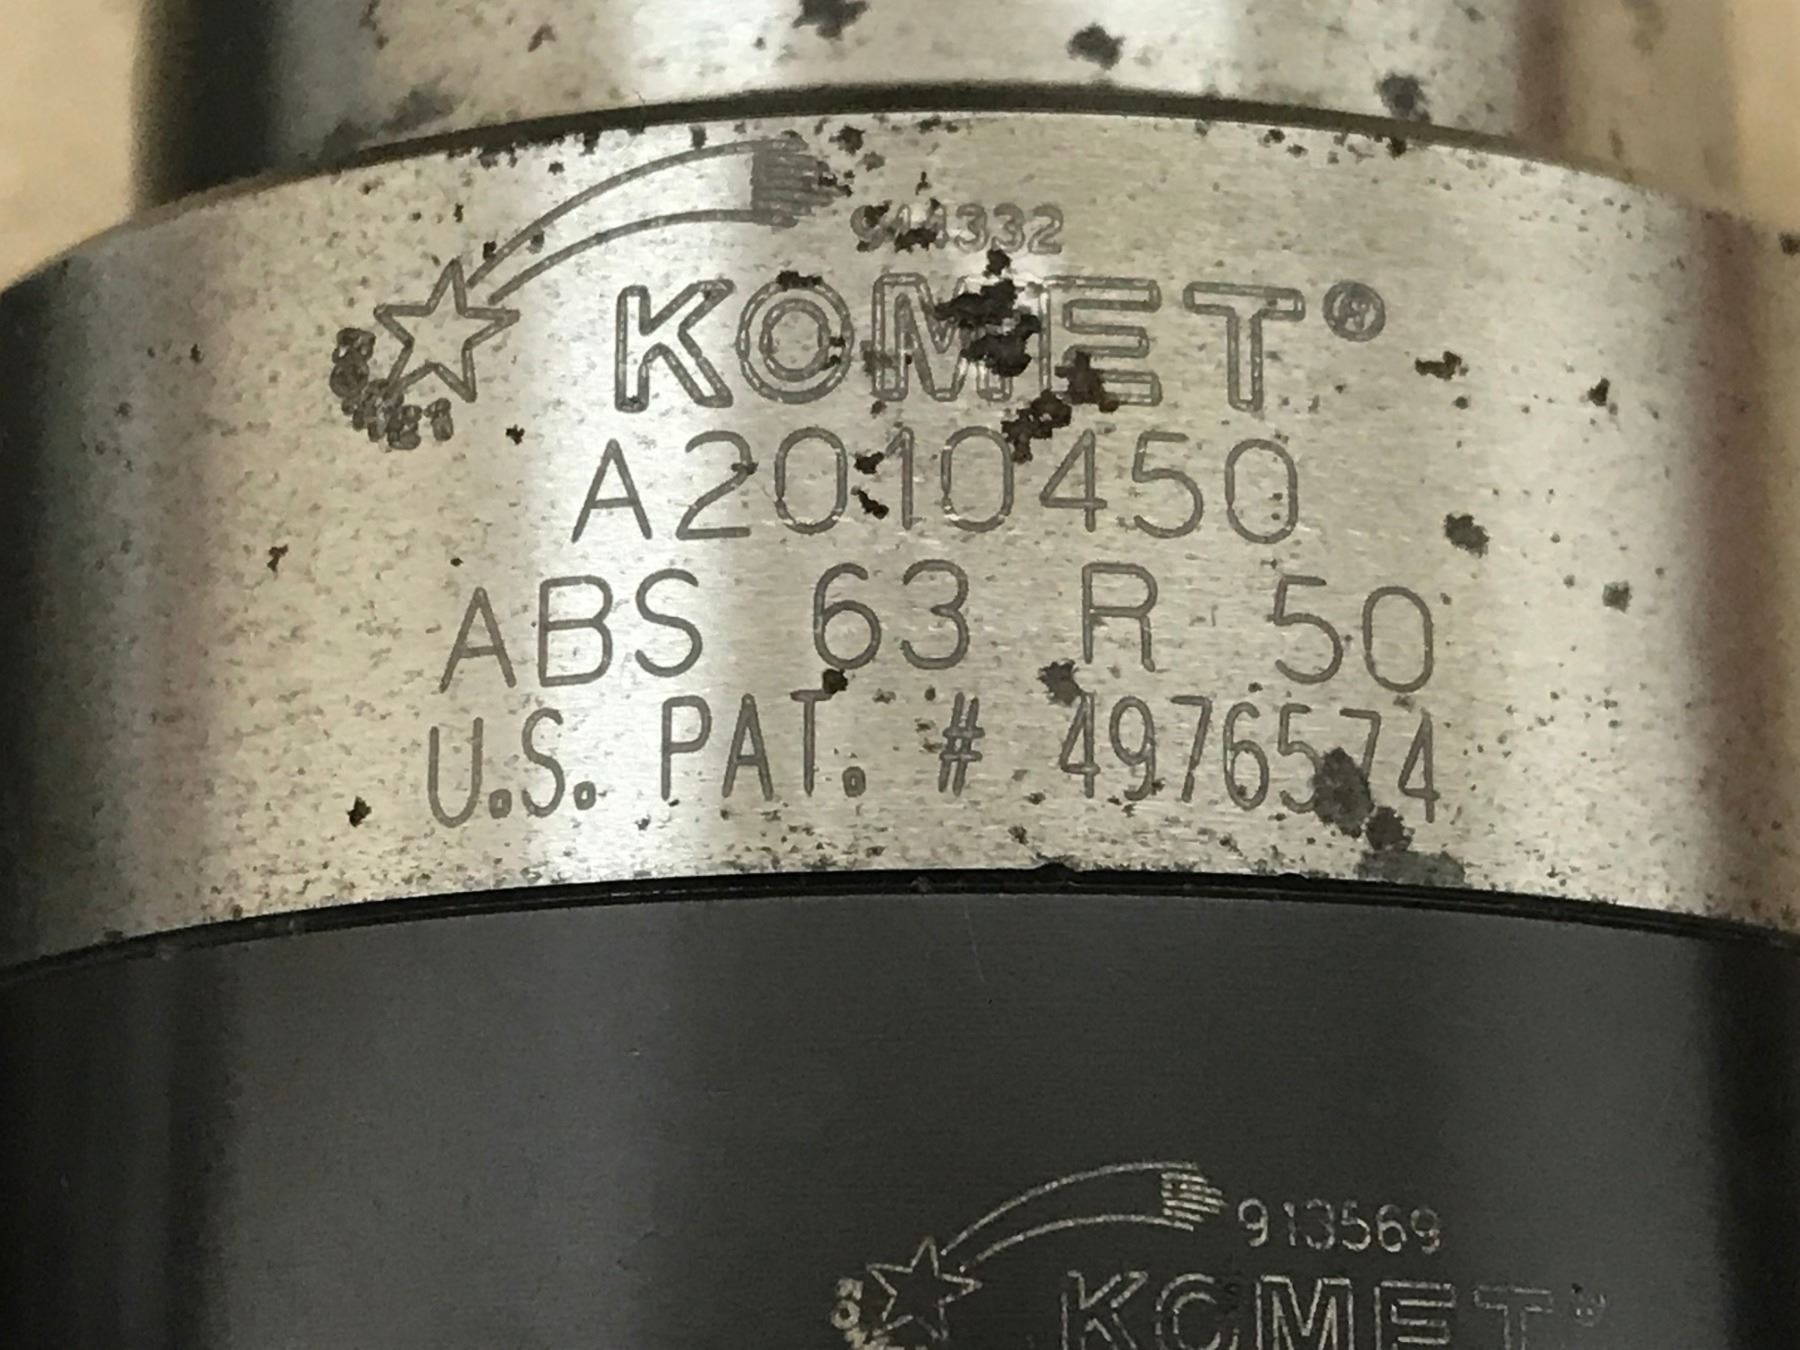 944332
KOMET®
A2010450
ABS 63 R 50
U.S. PAT. # 4976574
913569
KOMET